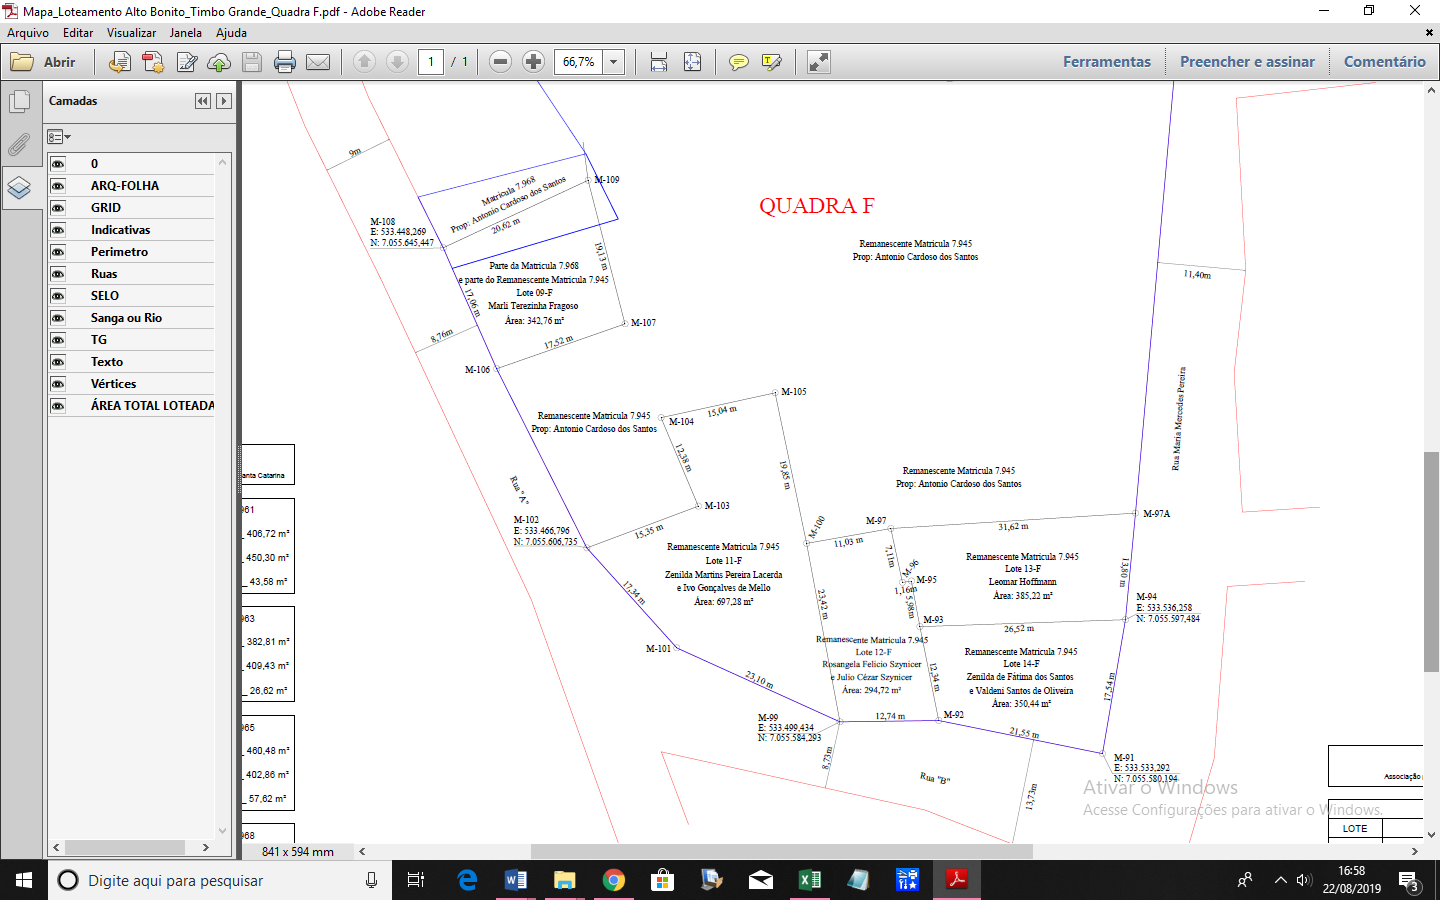 Mapa_Loteamento Alto Bonito_Timbo Grande_Quadra F.pdf - Adobe Reader
Arquivo Editar Visualizar Janela Ajuda
Abrir
1 / 1
66,7%
Ferramentas Preencher e assinar Comentário
Camadas
0
ARQ-FOLHA
GRID
Indicativas
Perimetro
Ruas
SELO
Sanga ou Rio
TG
Texto
Vértices
ÁREA TOTAL LOTEADA
anta Catarina
961
406,72 m²
450,30 m²
43,58 m²
963
382,81 m²
409,43 m²
26,62 m²
965
460,48 m²
402,86 m²
57,62 m²
968
9m
Matricula 7.968
Prop: Antonio Cardoso dos Santos
20,62 m
M-109
M-108
E: 533.448,269
N: 7.055.645,447
19,13 m
Parte da Matricula 7.968
e parte do Remanescente Matricula 7.945
Lote 09-F
Marli Terezinha Fragoso
Área: 342,76 m²
17,06 m
8,76m
M-107
17,52 m
M-106
QUADRA F
Remanescente Matricula 7.945
Prop: Antonio Cardoso dos Santos
11,40m
Rua Maria Mercedes Pereira
M-105
15,04 m
M-104
Remanescente Matricula 7.945
Prop: Antonio Cardoso dos Santos
12,38 m
19,85 m
Rua "A"
M-103
15,35 m
M-102
E: 533.466,796
N: 7.055.606,735
Remanescente Matricula 7.945
Prop: Antonio Cardoso dos Santos
M-100
M-97
11,03 m
31,62 m
M-97A
7,11m
M-96
M-95
1,16m
5,98m
13,80 m
Remanescente Matricula 7.945
Lote 11-F
Zenilda Martins Pereira Lacerda
e Ivo Gonçalves de Mello
Área: 697,28 m²
Remanescente Matricula 7.945
Lote 13-F
Leomar Hoffmann
Área: 385,22 m²
17,34 m
23,42 m
M-93
26,52 m
M-94
E: 533.536,258
N: 7.055.597,484
M-101
23,10 m
Remanescente Matricula 7.945
Lote 12-F
Rosangela Felicio Szynicer
e Julio Cézar Szynicer
Área: 294,72 m²
12,34 m
Remanescente Matricula 7.945
Lote 14-F
Zenilda de Fátima dos Santos
e Valdeni Santos de Oliveira
Área: 350,44 m²
17,54 m
M-99
E: 533.499,434
N: 7.055.584,293
12,74 m
M-92
21,55 m
8,73m
Rua "B"
13,73m
M-91
E: 533.533,292
N: 7.055.580,194
Ativar o Windows
Acesse Configurações para ativar o Windows.
Associação
LOTE
841 x 594 mm
Digite aqui para pesquisar
16:58
22/08/2019
3